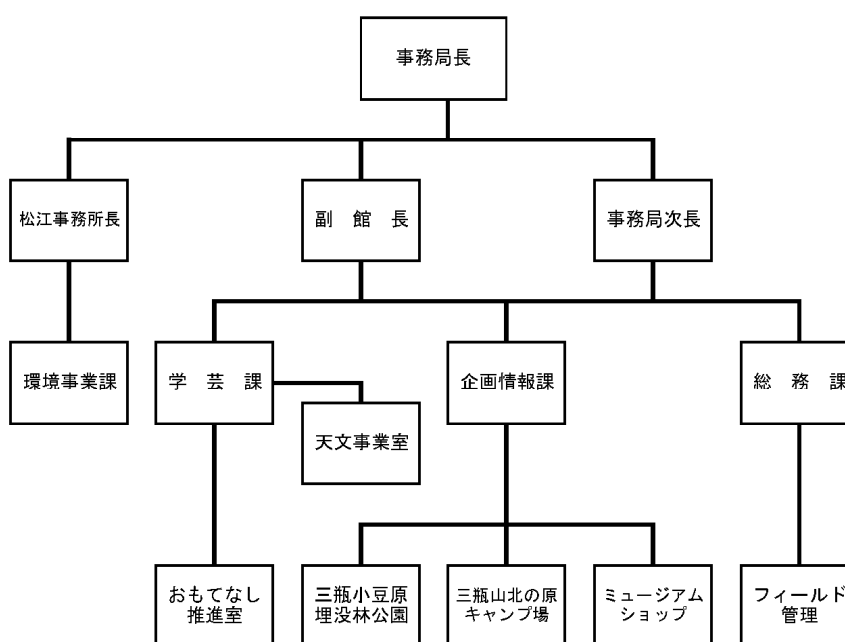 事務局長
松江事務所長
副　館　長
事務局次長
環境事業課
学　芸　課
企画情報課
総　務　課
天文事業室
おもてなし
推進室
三瓶小豆原
埋没林公園
三瓶山北の原
キャンプ場
ミュージアム
ショップ
フィールド
管理